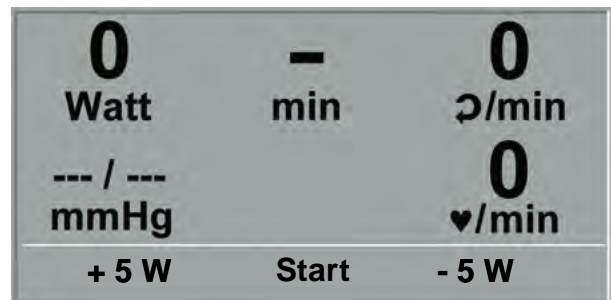 0 – 0
Watt min ⊃/min
--- / --- 0
mmHg ♥/min
+ 5 W Start - 5 W